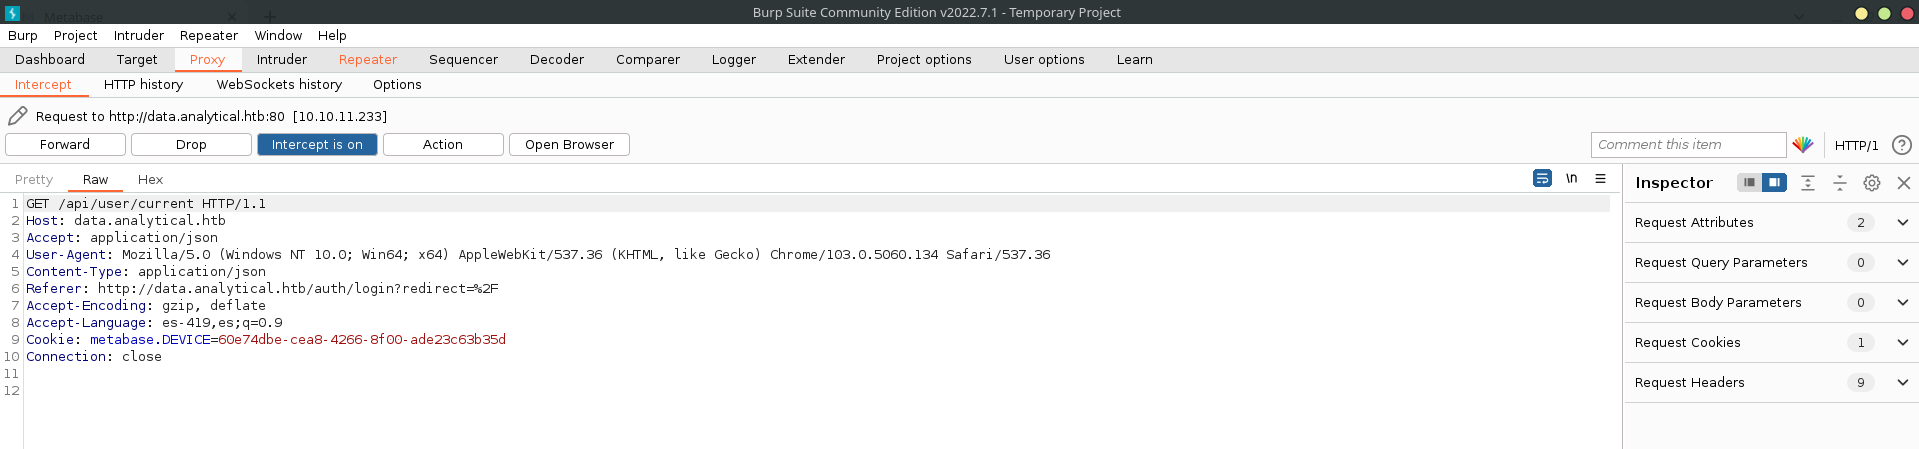 Metabase
Burp Suite Community Edition v2022.7.1 - Temporary Project
Burp Project Intruder Repeater Window Help
Dashboard Target Proxy Intruder Repeater Sequencer Decoder Comparer Logger Extender Project options User options Learn
Intercept HTTP history WebSockets history Options
Request to http://data.analytical.htb:80 [10.10.11.233]
Forward Drop Intercept is on Action Open Browser Comment this item HTTP/1 ?
Pretty Raw Hex \n
Inspector
1 GET /api/user/current HTTP/1.1
2 Host: data.analytical.htb
3 Accept: application/json
4 User-Agent: Mozilla/5.0 (Windows NT 10.0; Win64; x64) AppleWebKit/537.36 (KHTML, like Gecko) Chrome/103.0.5060.134 Safari/537.36
5 Content-Type: application/json
6 Referer: http://data.analytical.htb/auth/login?redirect=%2F
7 Accept-Encoding: gzip, deflate
8 Accept-Language: es-419,es;q=0.9
9 Cookie: metabase.DEVICE=60e74dbe-cea8-4266-8f00-ade23c63b35d
10 Connection: close
11
12
Request Attributes 2
Request Query Parameters 0
Request Body Parameters 0
Request Cookies 1
Request Headers 9